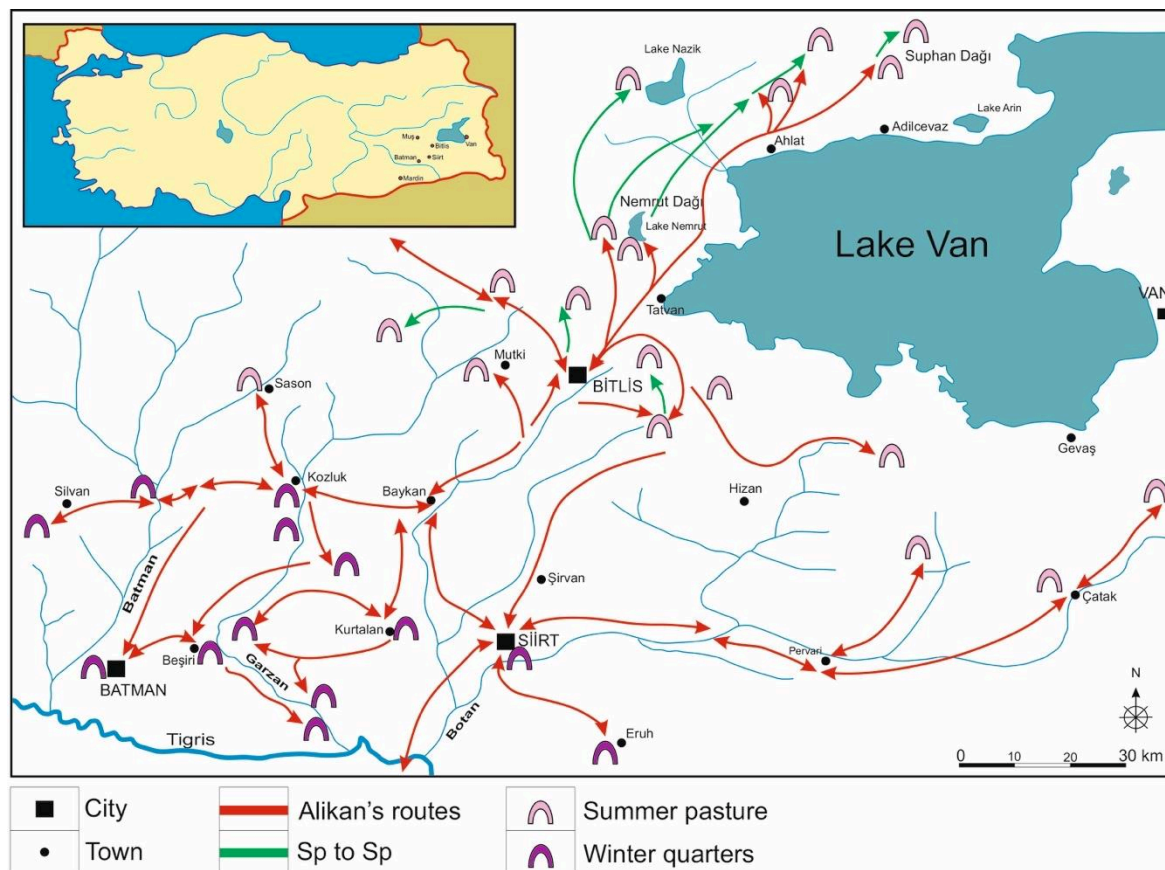 Muş
Bitlis
Van
Batman
Siirt
Mardin
Lake Nazik
Suphan Dağı
Lake Arin
Adilcevaz
Ahlat
Nemrut Dağı
Lake Nemrut
Lake Van
VAN
Tatvan
Mutki
BİTLİS
Sason
Gevaş
Silvan
Kozluk
Baykan
Hizan
Batman
Şirvan
Çatak
Kurtalan
SİİRT
Beşiri
Pervari
BATMAN
Garzan
Botan
N
Tigris
Eruh
0 10 20 30 km
City
Alikan's routes
Summer pasture
Town
Sp to Sp
Winter quarters